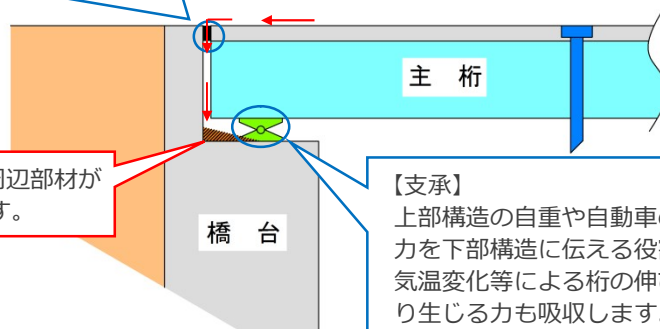 主 桁
周辺部材が
す。
橋 台
【支承】
上部構造の自重や自動車の
力を下部構造に伝える役割
気温変化等による桁の伸
り生じる力も吸収します